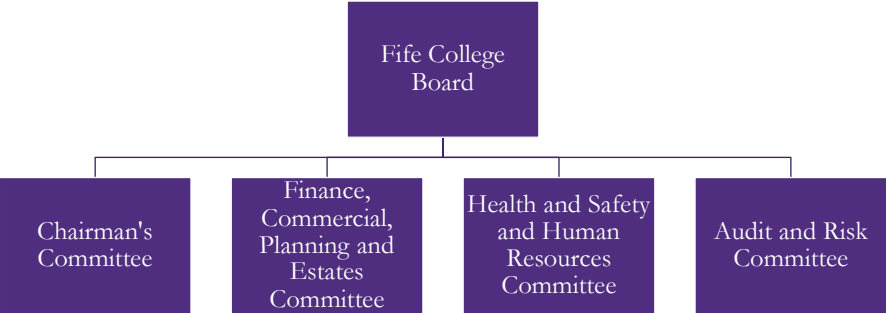 Fife College
Board
Chairman's
Committee
Finance,
Commercial,
Planning and
Estates
Committee
Health and Safety
and Human
Resources
Committee
Audit and Risk
Committee